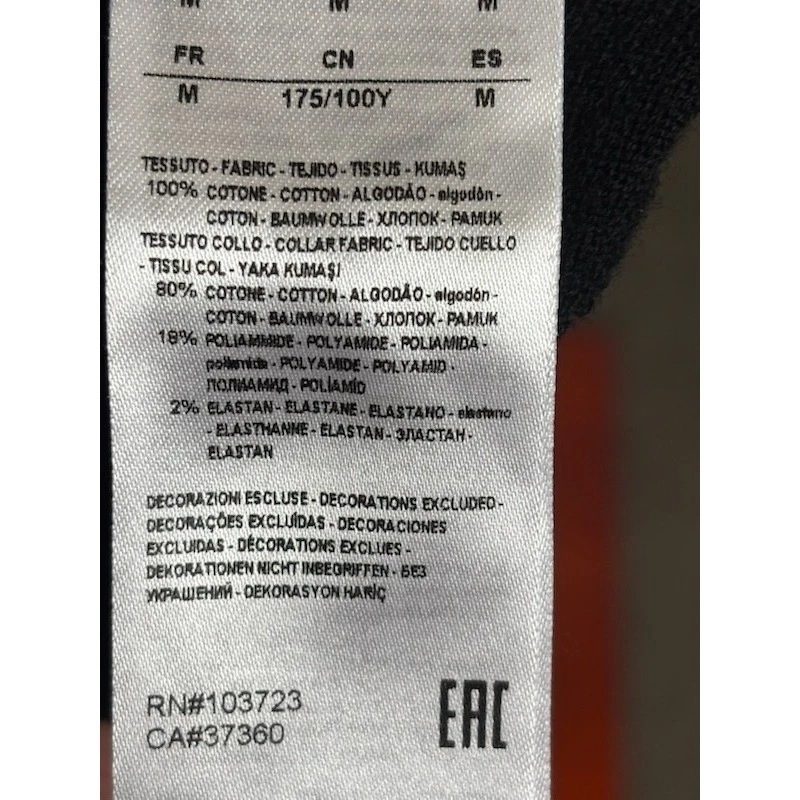 M M M
FR CN ES
M 175/100Y M
TESSUTO - FABRIC - TEJIDO - TISSUS - KUMAŞ
100% COTONE - COTTON - ALGODÃO - algodón -
COTON - BAUMWOLLE - ХЛОПОК - PAMUK
TESSUTO COLLO - COLLAR FABRIC - TEJIDO CUELLO
- TISSU COL - YAKA KUMAŞI
80% COTONE - COTTON - ALGODÃO - algodón -
COTON - BAUMWOLLE - ХЛОПОК - PAMUK
18% POLIAMMIDE - POLYAMIDE - POLIAMIDA -
poliamida - POLYAMIDE - POLYAMID -
ПОЛИАМИД - POLİAMİD
2% ELASTAN - ELASTANE - ELASTANO - elastano
- ELASTHANNE - ELASTAN - ЭЛАСТАН -
ELASTAN
DECORAZIONI ESCLUSE - DECORATIONS EXCLUDED -
DECORAÇÕES EXCLUÍDAS - DECORACIONES
EXCLUIDAS - DÉCORATIONS EXCLUES -
DEKORATIONEN NICHT INBEGRIFFEN - БЕЗ
УКРАШЕНИЙ - DEKORASYON HARİÇ
RN#103723
CA#37360
EAC